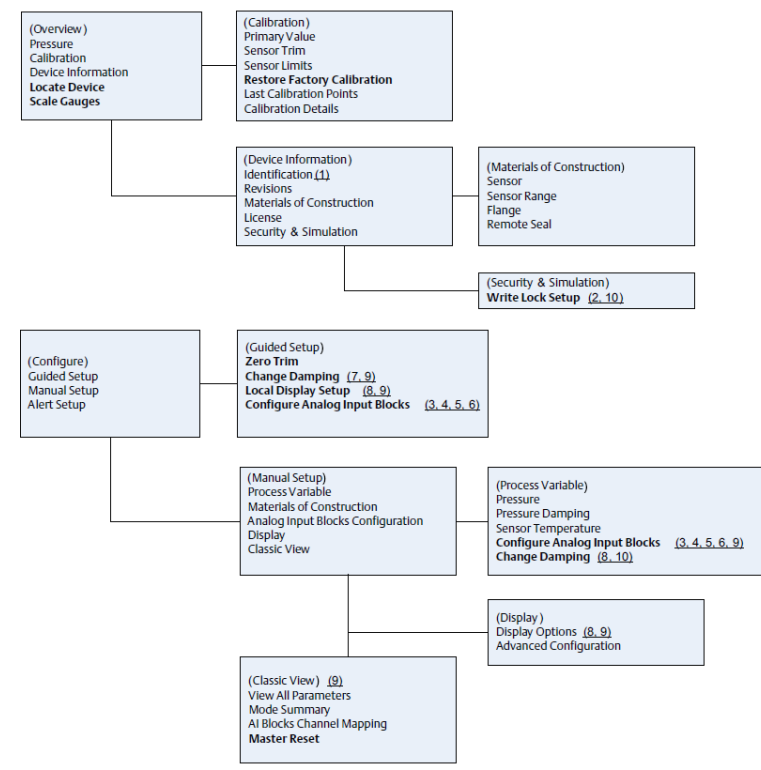 (Overview)
Pressure
Calibration
Device Information
Locate Device
Scale Gauges
(Calibration)
Primary Value
Sensor Trim
Sensor Limits
Restore Factory Calibration
Last Calibration Points
Calibration Details
(Device Information)
Identification (1)
Revisions
Materials of Construction
License
Security & Simulation
(Materials of Construction)
Sensor
Sensor Range
Flange
Remote Seal
(Security & Simulation)
Write Lock Setup (2, 10)
(Configure)
Guided Setup
Manual Setup
Alert Setup
(Guided Setup)
Zero Trim
Change Damping (7, 9)
Local Display Setup (8, 9)
Configure Analog Input Blocks (3, 4, 5, 6)
(Manual Setup)
Process Variable
Materials of Construction
Analog Input Blocks Configuration
Display
Classic View
(Process Variable)
Pressure
Pressure Damping
Sensor Temperature
Configure Analog Input Blocks (3, 4, 5, 6, 9)
Change Damping (8, 10)
(Display)
Display Options (8, 9)
Advanced Configuration
(Classic View) (9)
View All Parameters
Mode Summary
AI Blocks Channel Mapping
Master Reset